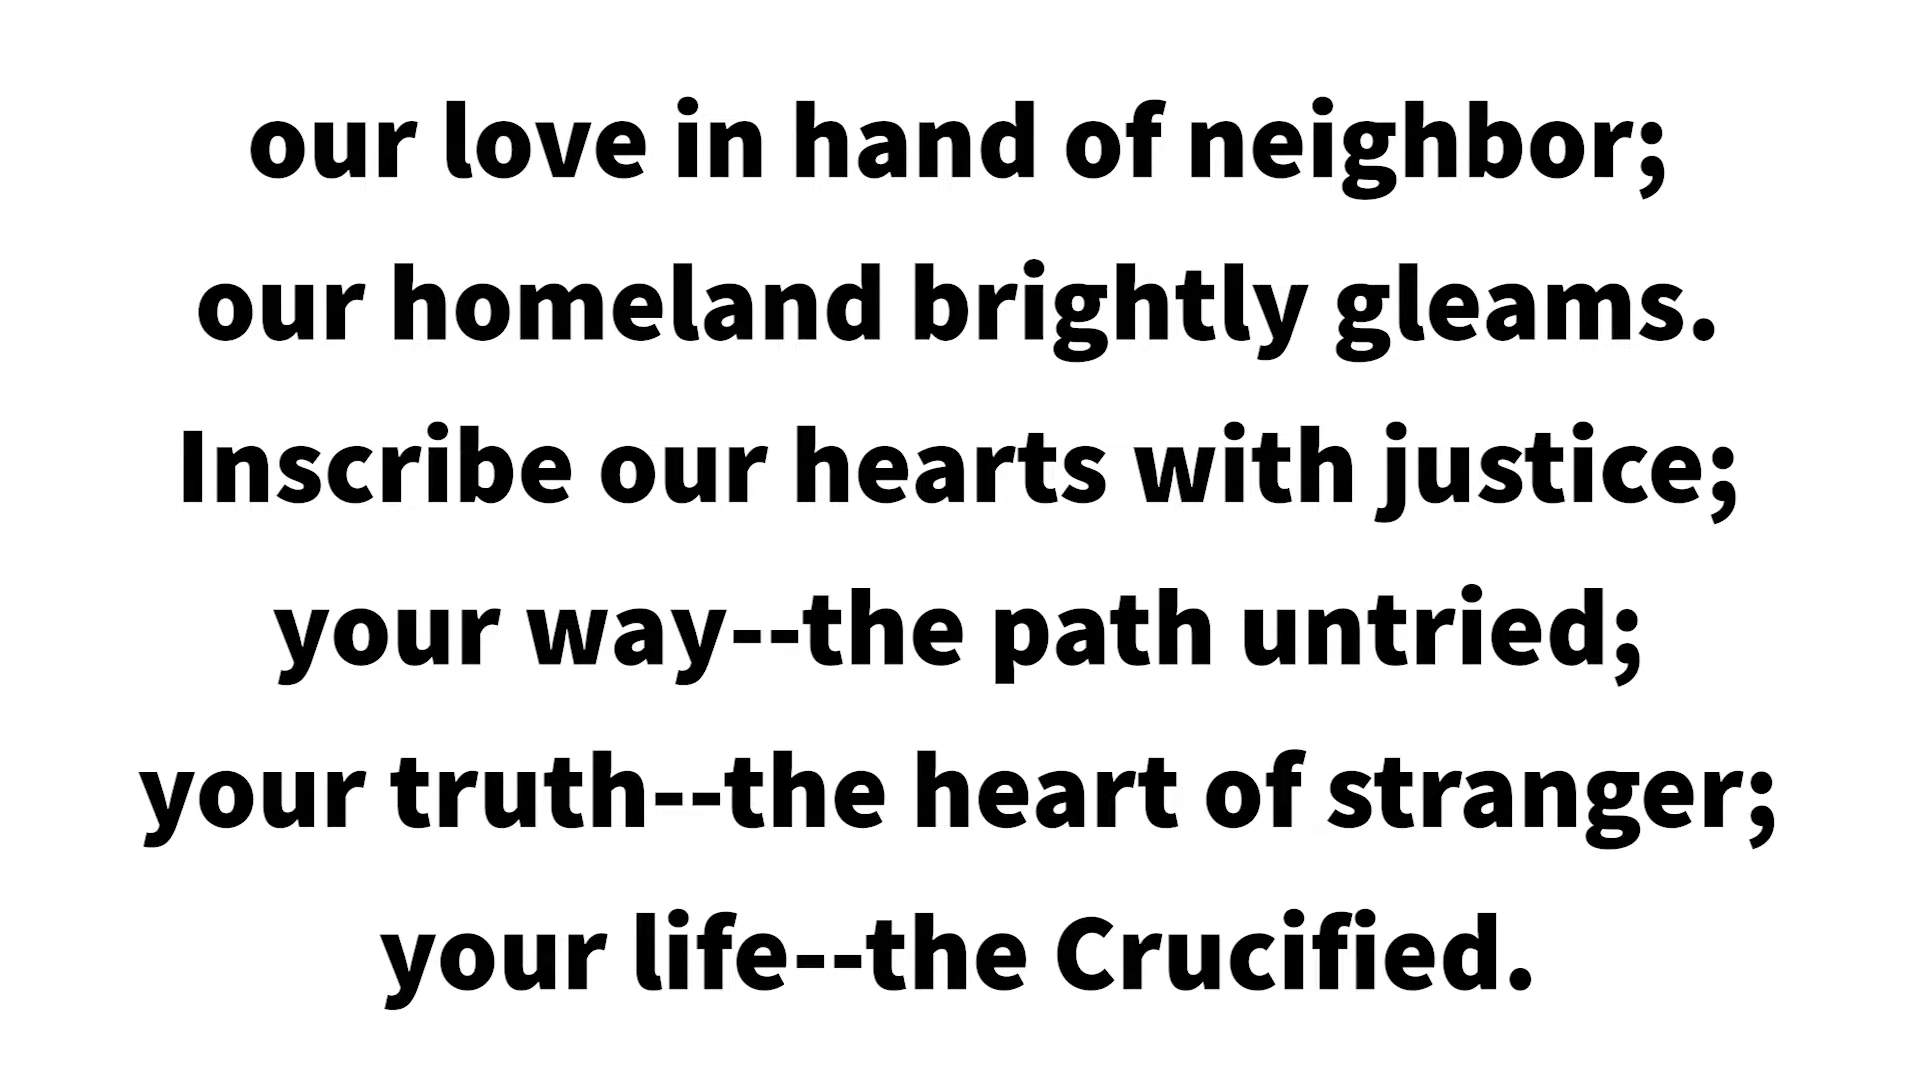 our love in hand of neighbor;
our homeland brightly gleams.
Inscribe our hearts with justice;
your way--the path untried;
your truth--the heart of stranger;
your life--the Crucified.